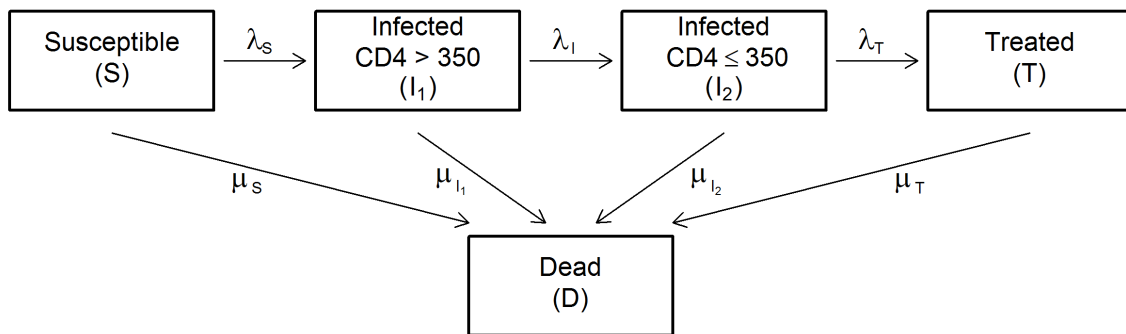 Susceptible
(S)
λS
Infected
CD4 > 350
(I1)
λI
Infected
CD4 ≤ 350
(I2)
λT
Treated
(T)
μS
μI1
μI2
μT
Dead
(D)